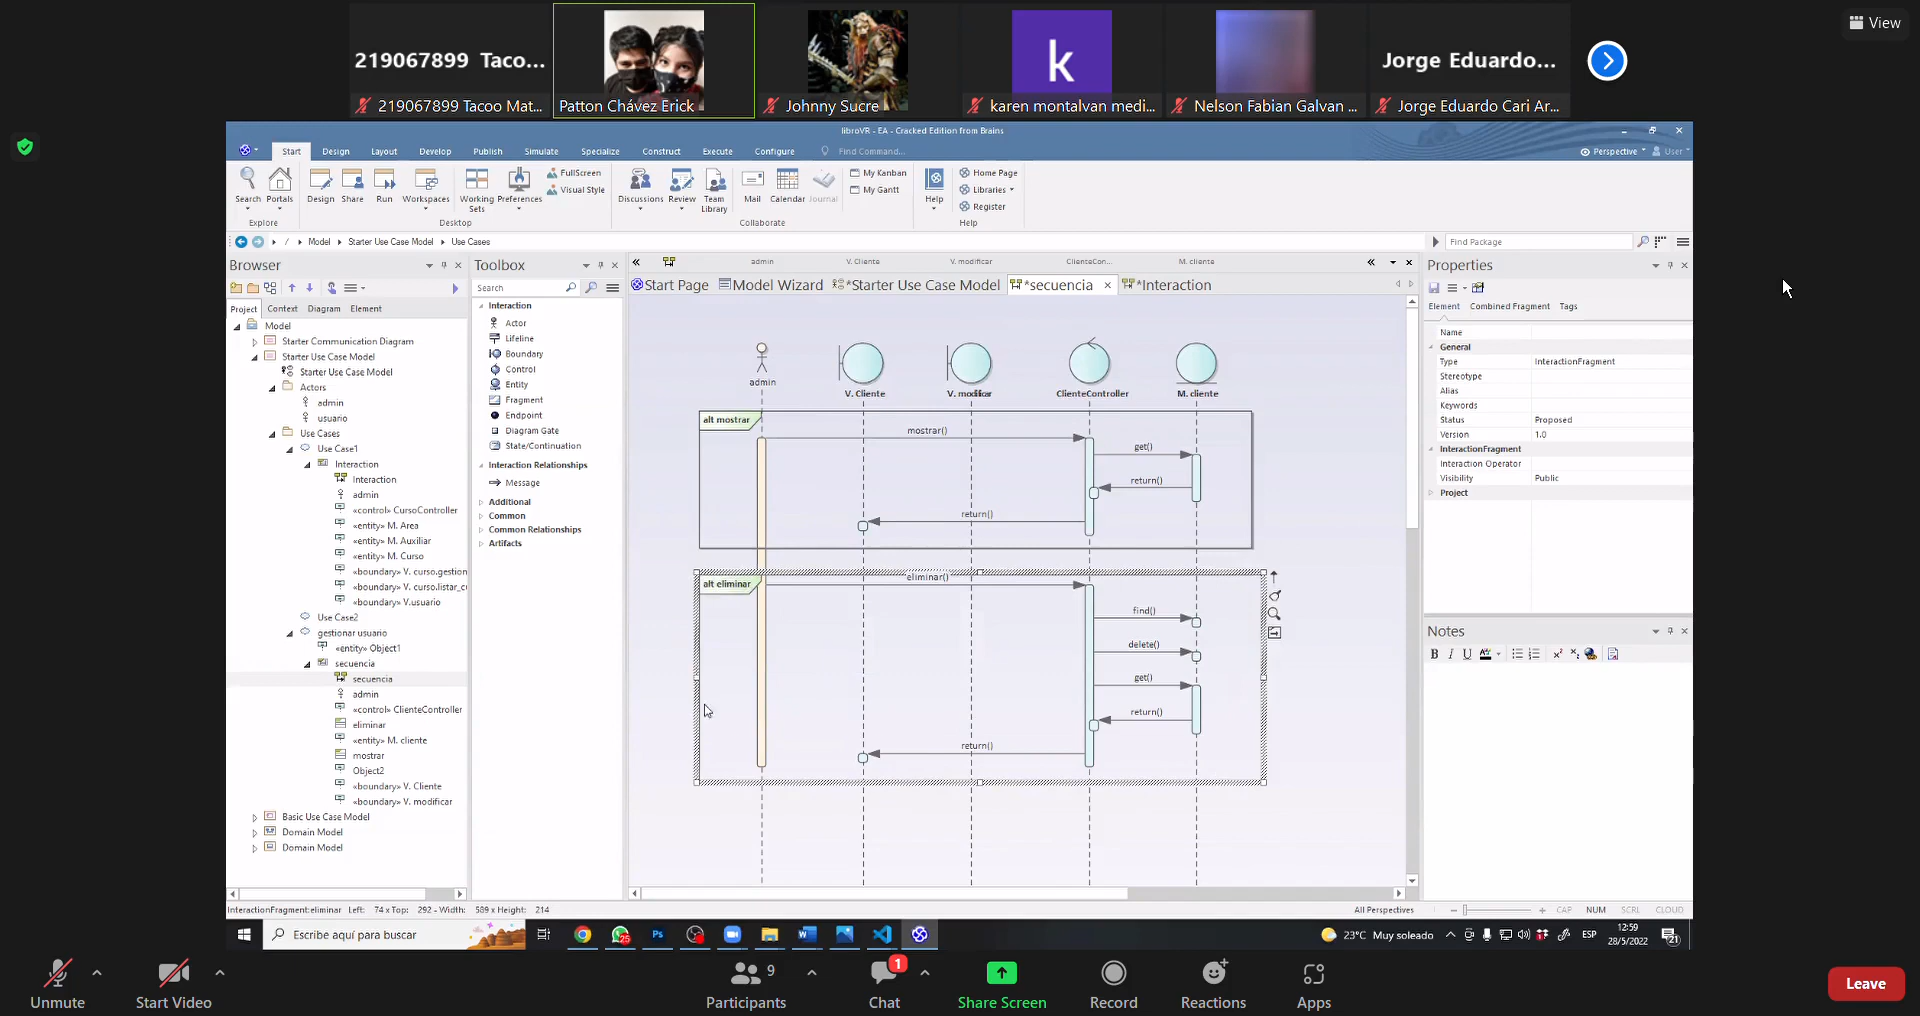 View
219067899 Taco...
Jorge Eduardo...
k
219067899 Tacoo Mat...
Patton Chávez Erick
Johnny Sucre
karen montalvan medi...
Nelson Fabian Galvan ...
Jorge Eduardo Cari Ar...
libroVR - EA - Cracked Edition from Brains
Start Design Layout Develop Publish Simulate Specialize Construct Execute Configure Find Command...
Perspective User
Search Portals
Design Share Run Workspaces
Working Sets Preferences
FullScreen
Visual Style
Discussions Review Team Library
Mail Calendar Journal
My Kanban
My Gantt
Help
Home Page
Libraries
Register
Explore Desktop Collaborate Help
/ Model Starter Use Case Model Use Cases
Find Package
Browser
Project Context Diagram Element
Model
Starter Communication Diagram
Starter Use Case Model
Starter Use Case Model
Actors
admin
usuario
Use Cases
Use Case1
Interaction
Interaction
admin
«control» CursoController
«entity» M. Area
«entity» M. Auxiliar
«entity» M. Curso
«boundary» V. curso.gestion
«boundary» V. curso.listar_cu
«boundary» V.usuario
Use Case2
gestionar usuario
«entity» Object1
secuencia
secuencia
admin
«control» ClienteController
eliminar
«entity» M. cliente
mostrar
Object2
«boundary» V. Cliente
«boundary» V. modificar
Basic Use Case Model
Domain Model
Domain Model
Toolbox
Search
Interaction
Actor
Lifeline
Boundary
Control
Entity
Fragment
Endpoint
Diagram Gate
State/Continuation
Interaction Relationships
Message
Additional
Common
Common Relationships
Artifacts
admin V. Cliente V. modificar ClienteCon... M. cliente
Start Page Model Wizard *Starter Use Case Model *secuencia *Interaction
admin V. Cliente V. modificar ClienteController M. cliente
alt mostrar
mostrar()
get()
return()
return()
alt eliminar
eliminar()
find()
delete()
get()
return()
return()
Properties
Element Combined Fragment Tags
Name
General
Type InteractionFragment
Stereotype
Alias
Keywords
Status Proposed
Version 1.0
InteractionFragment
Interaction Operator
Visibility Public
Project
Notes
B I U
InteractionFragment:eliminar Left: 74 x Top: 292 - Width: 589 x Height: 214
All Perspectives
CAP NUM SCRL CLOUD
Escribe aquí para buscar
25
Ps
23°C Muy soleado
ESP
12:59
28/5/2022
21
Unmute
Start Video
9
Participants
1
Chat
Share Screen
Record
Reactions
Apps
Leave